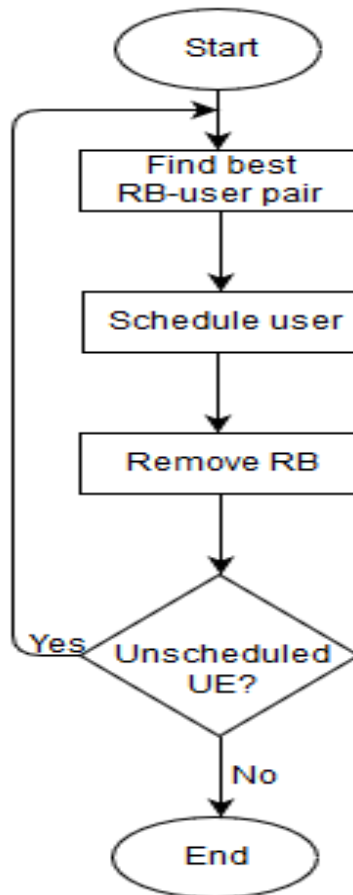 Start
Find best
RB-user pair
Schedule user
Remove RB
Unscheduled
UE?
Yes
No
End